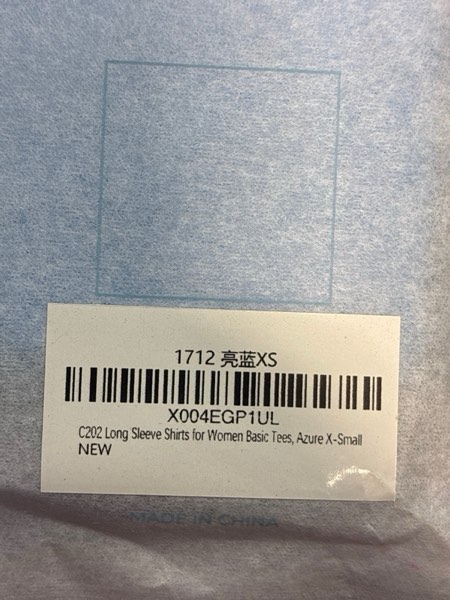 1712 亮蓝XS
X004EGP1UL
C202 Long Sleeve Shirts for Women Basic Tees, Azure X-Small
NEW
MADE IN CHINA